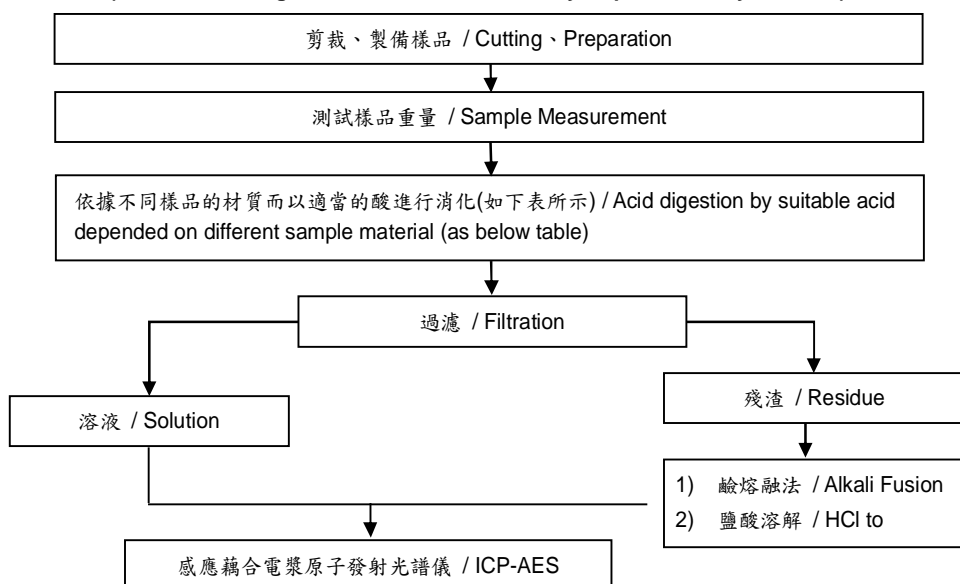 剪裁、製備樣品 / Cutting、Preparation
測試樣品重量 / Sample Measurement
依據不同樣品的材質而以適當的酸進行消化(如下表所示) / Acid digestion by suitable acid
depended on different sample material (as below table)
過濾 / Filtration
溶液 / Solution
殘渣 / Residue
1) 鹼熔融法 / Alkali Fusion
2) 鹽酸溶解 / HCl to
感應藕合電漿原子發射光譜儀 / ICP-AES